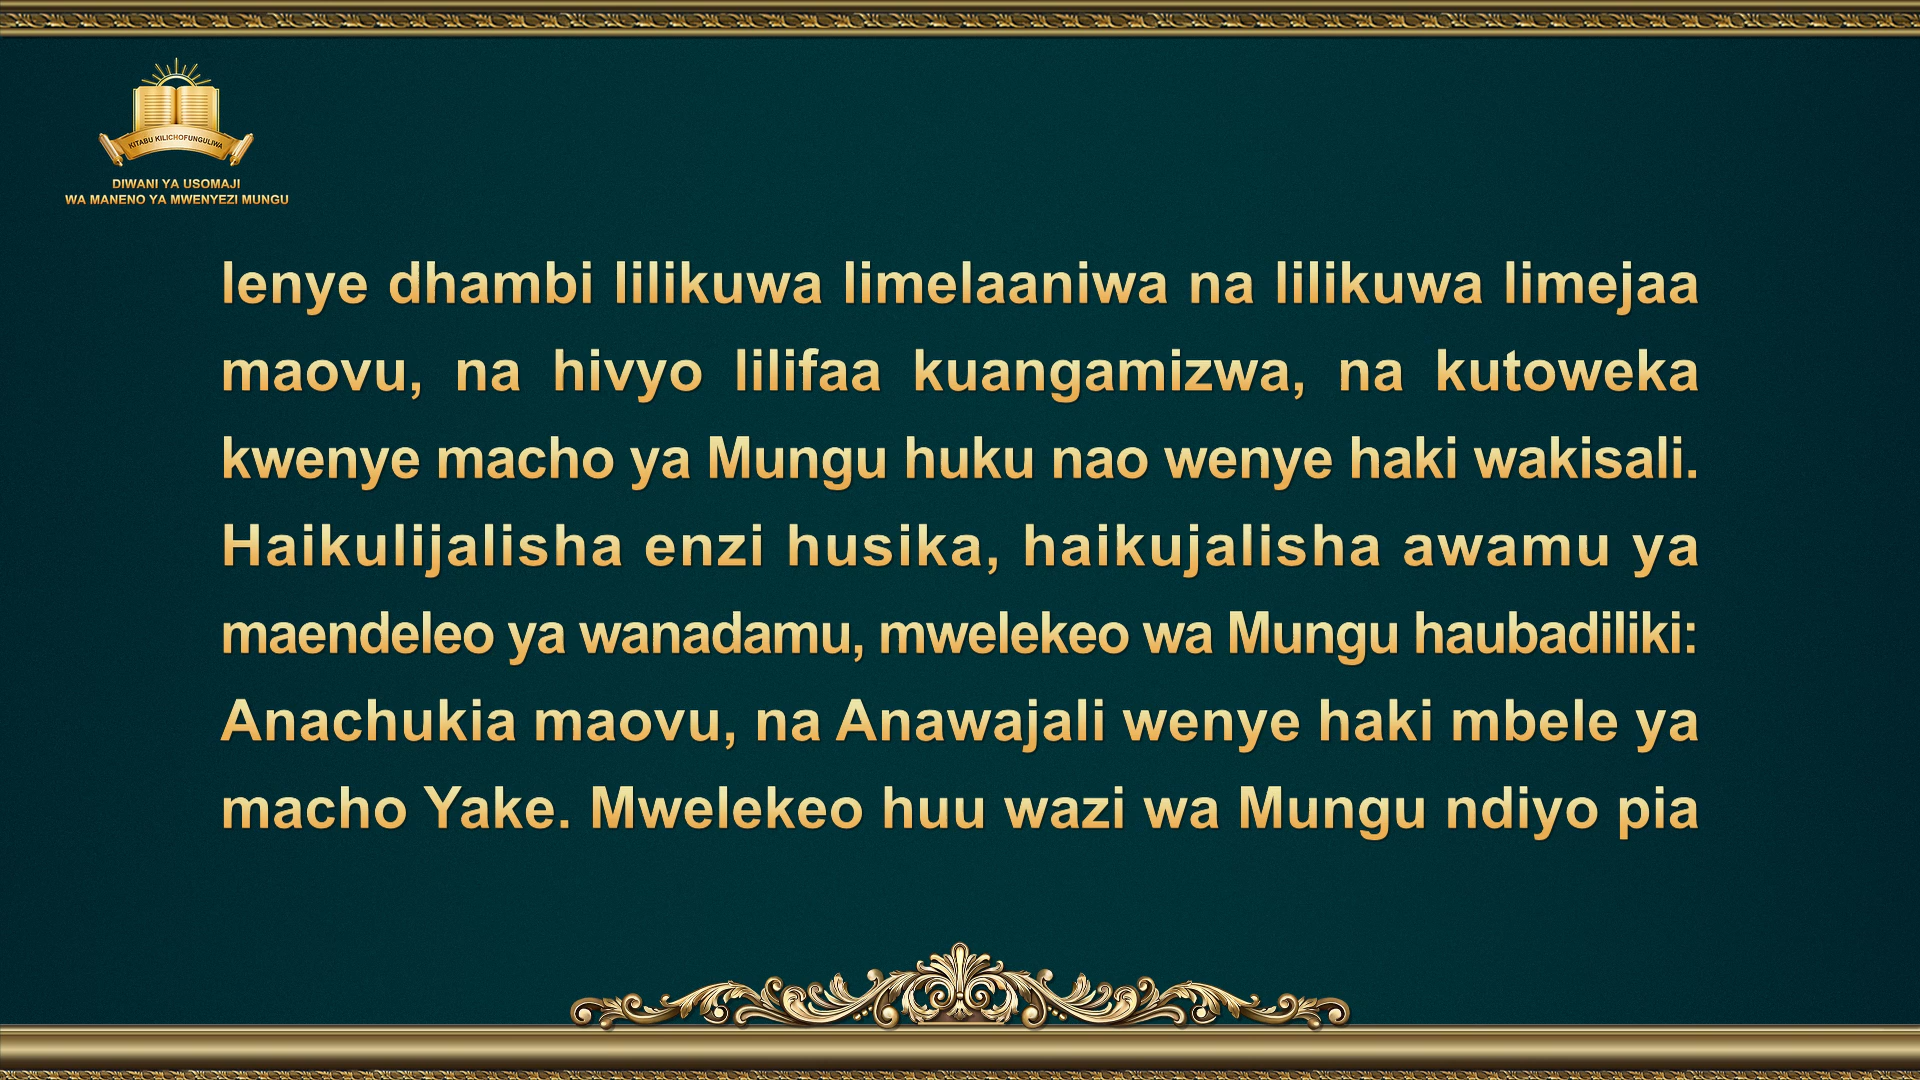 KITABU KILICHOFUNGULIWA
DIWANI YA USOMAJI
WA MANENO YA MWENYEZI MUNGU
lenye dhambi lilikuwa limelaaniwa na lilikuwa limejaa
maovu, na hivyo lilifaa kuangamizwa, na kutoweka
kwenye macho ya Mungu huku nao wenye haki wakisali.
Haikulijalisha enzi husika, haikujalisha awamu ya
maendeleo ya wanadamu, mwelekeo wa Mungu haubadiliki:
Anachukia maovu, na Anawajali wenye haki mbele ya
macho Yake. Mwelekeo huu wazi wa Mungu ndiyo pia